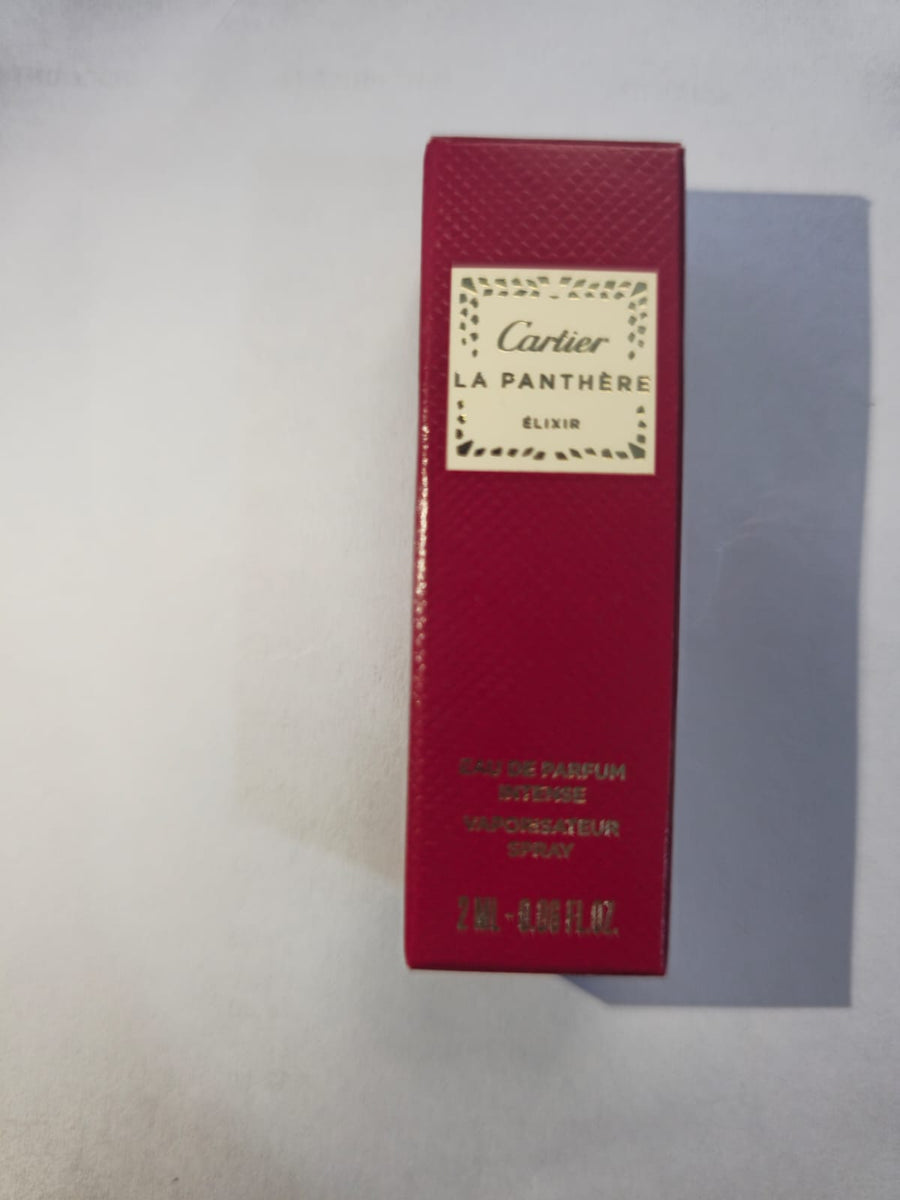 Cartier
LA PANTHÈRE
ÉLIXIR
EAU DE PARFUM
INTENSE
VAPORISATEUR
SPRAY
2 ML - 0.06 FL.OZ.